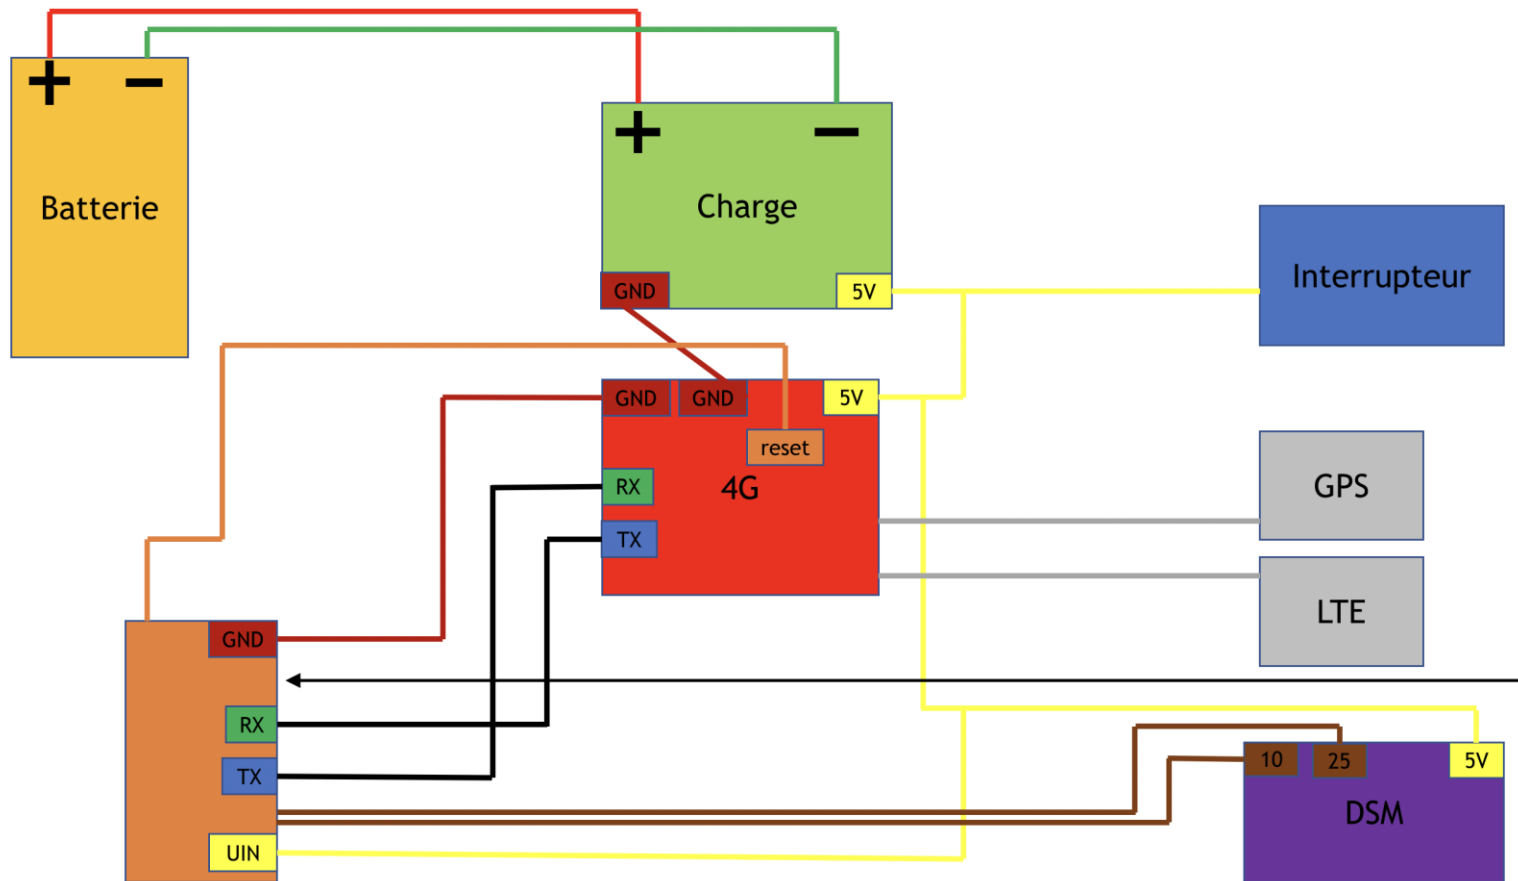 + −
Batterie
+ −
Charge
GND
5V
Interrupteur
GND
GND
5V
reset
RX
4G
TX
GPS
LTE
GND
RX
TX
UIN
10
25
5V
DSM